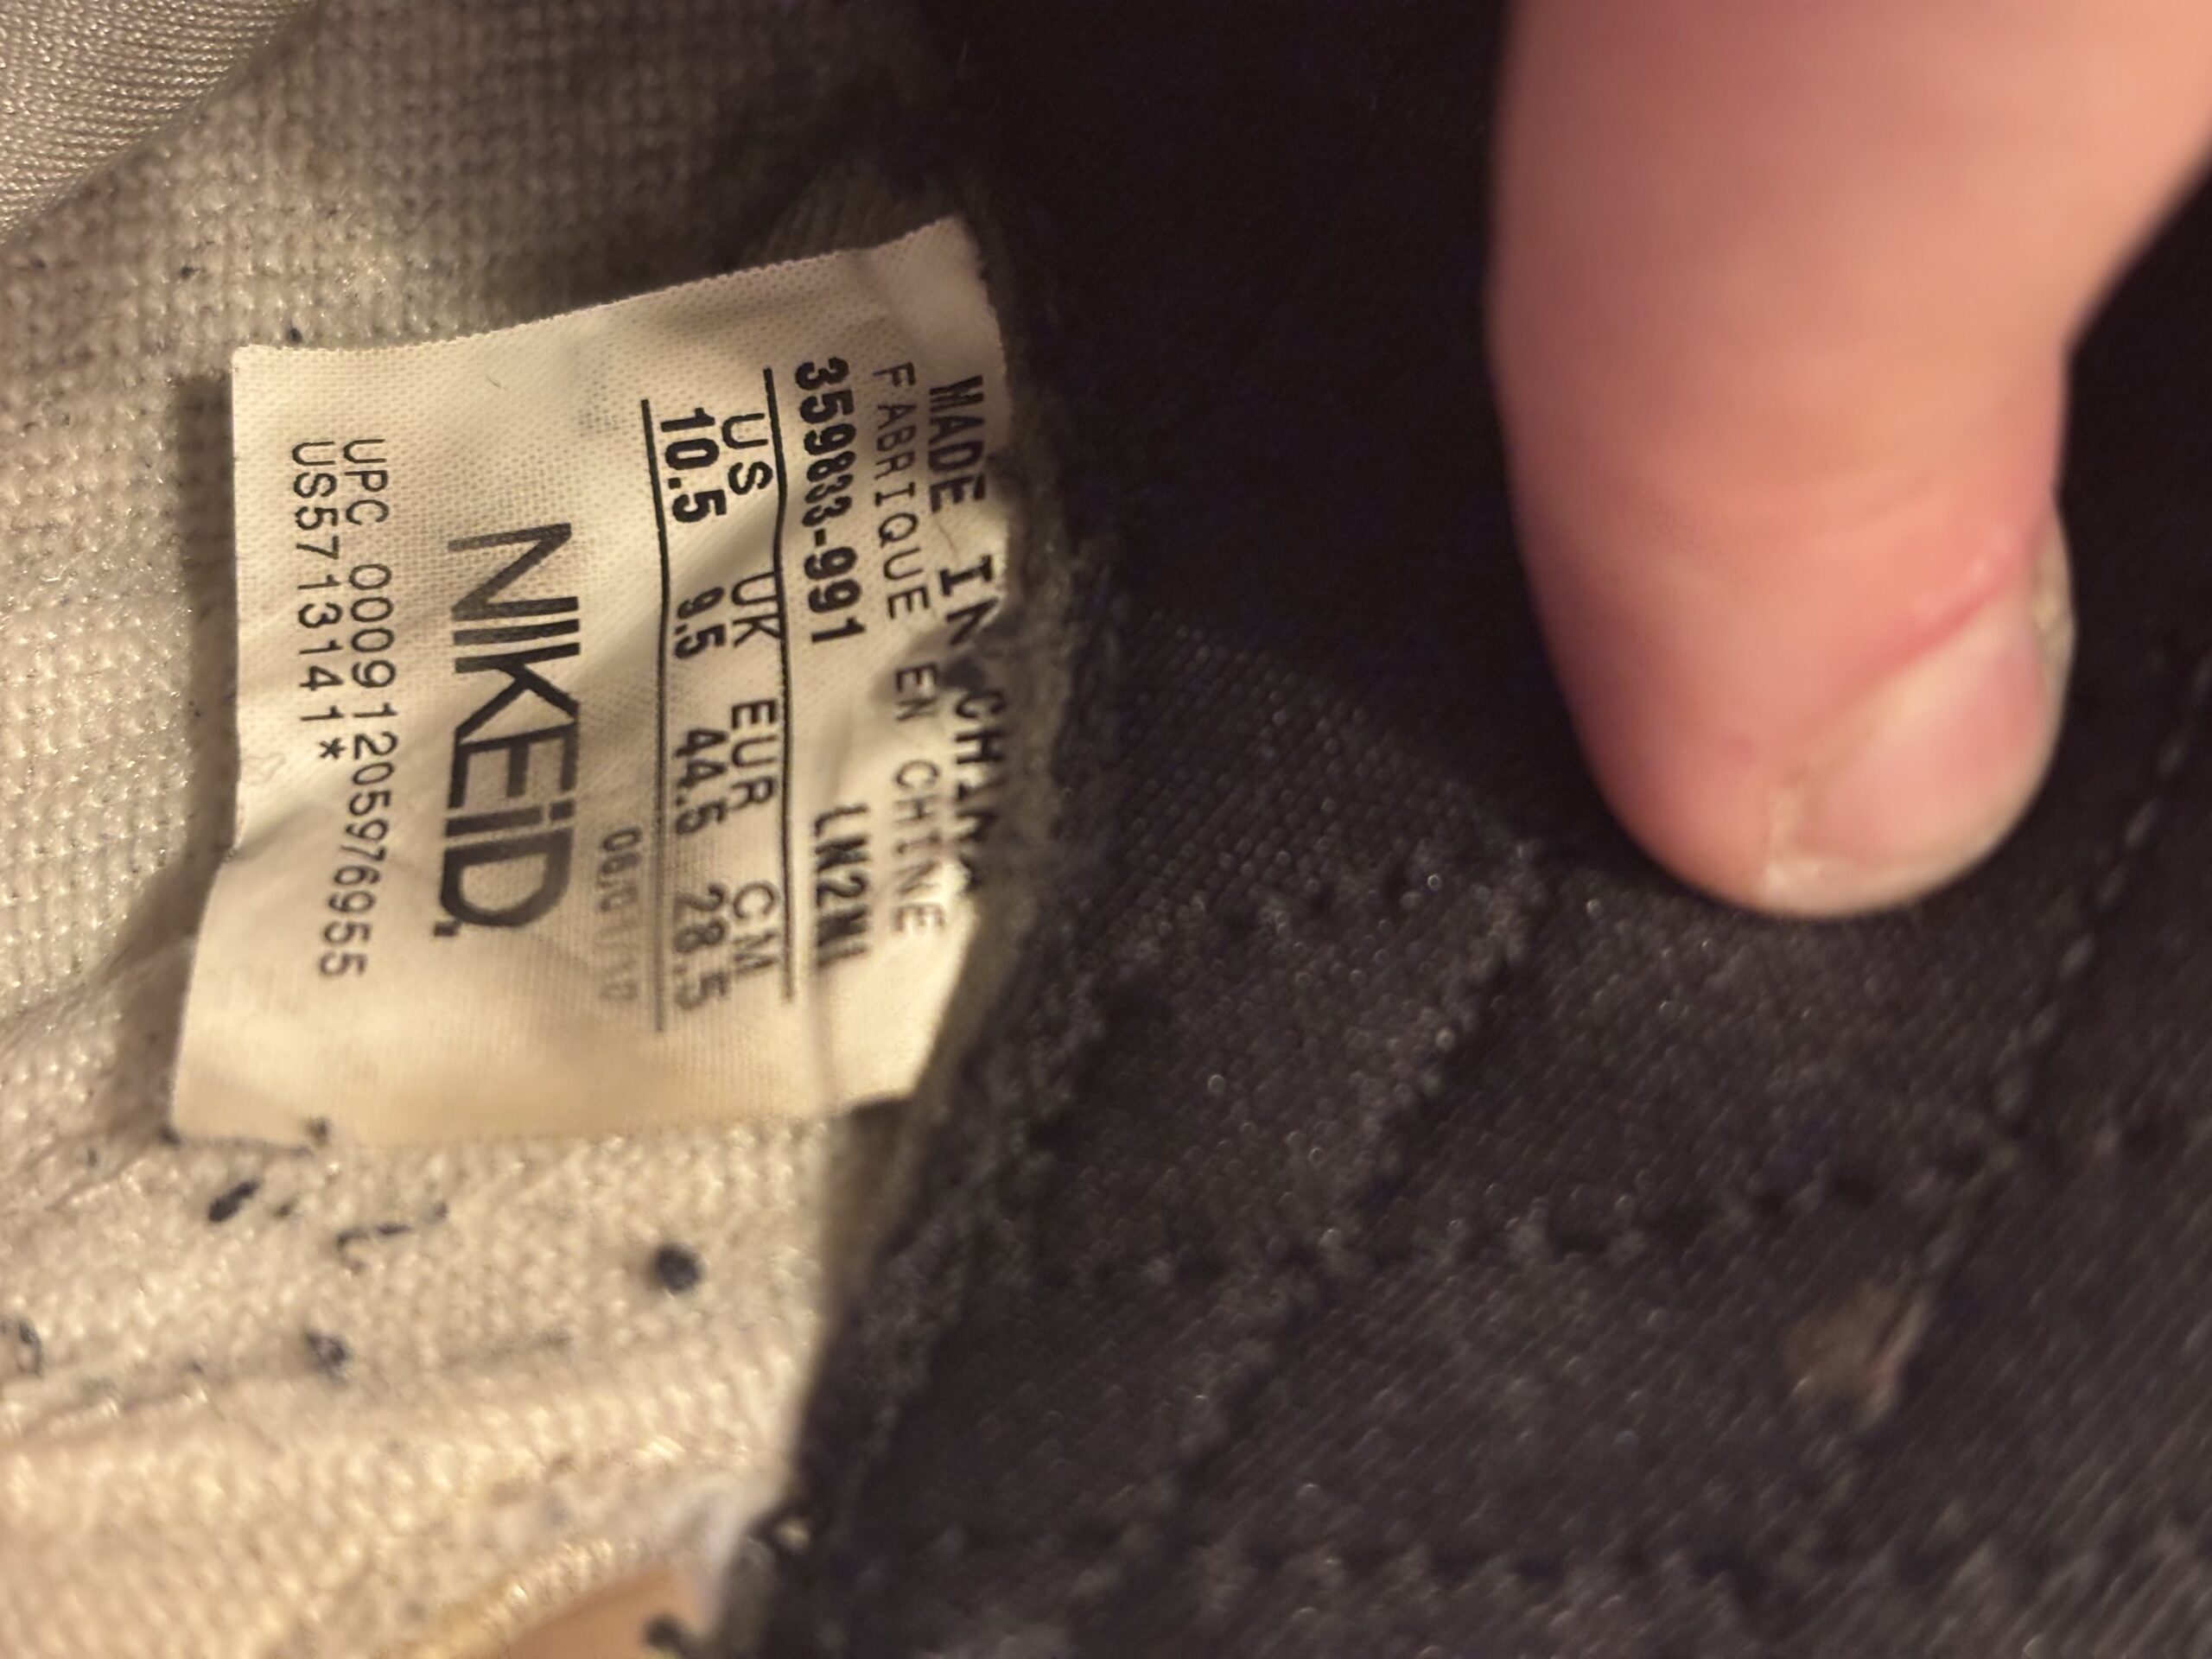 MADE IN CHINA
FABRIQUE EN CHINE
359833-991 LN2N1
US UK EUR CM
10.5 9.5 44.5 28.5
NIKEiD.
UPC 00091205976955
US5713141*